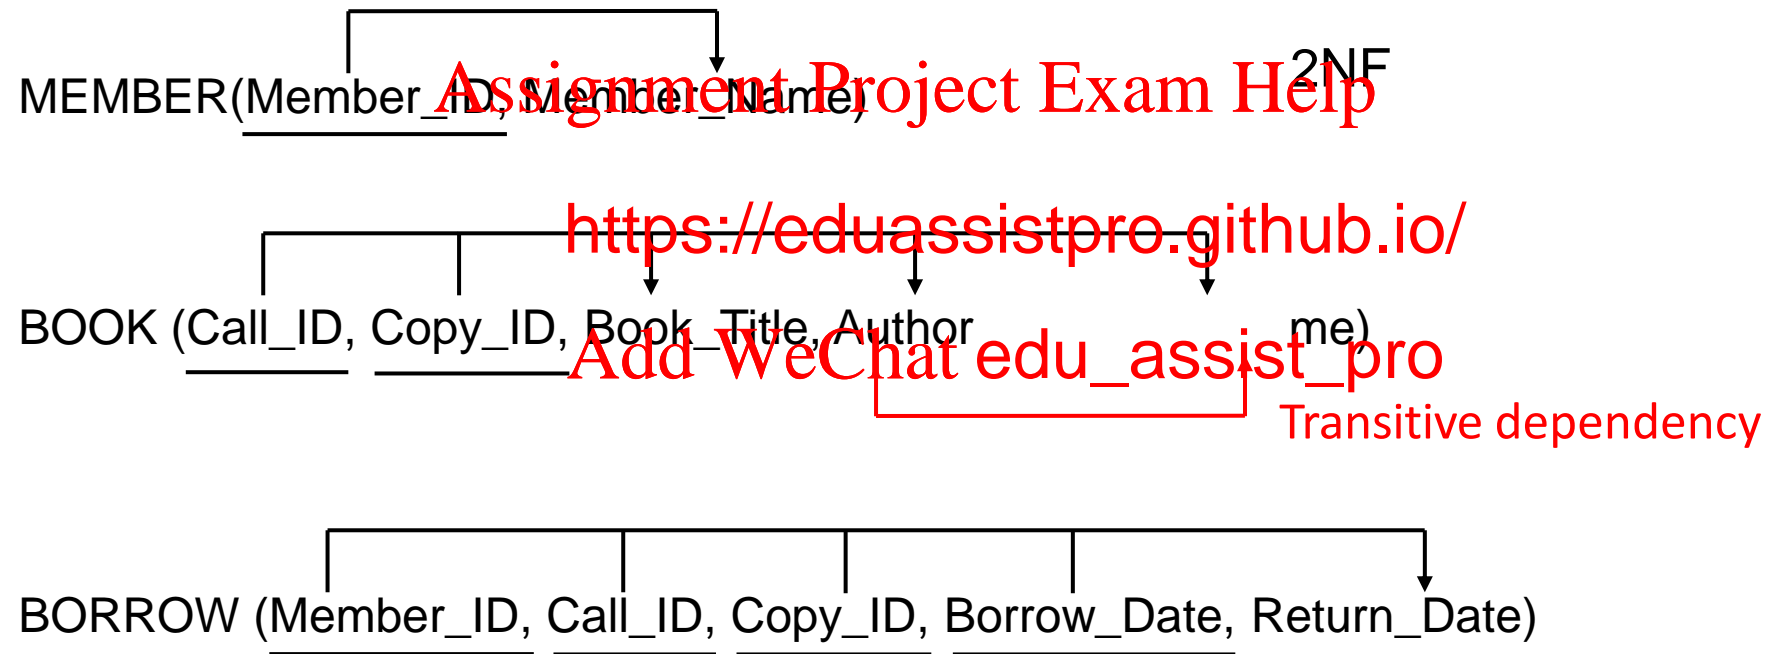 2NF
MEMBER(Member_ID, Member_Name)
Assignment Project Exam Help
https://eduassistpro.github.io/
BOOK (Call_ID, Copy_ID, Book_Title, Author me)
Add WeChat edu_assist_pro
Transitive dependency
BORROW (Member_ID, Call_ID, Copy_ID, Borrow_Date, Return_Date)